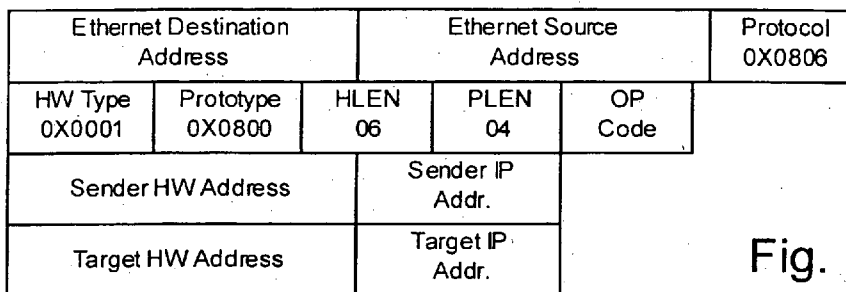 Ethernet Destination Address
Ethernet Source Address
Protocol 0X0806
HW Type 0X0001
Prototype 0X0800
HLEN 06
PLEN 04
OP Code
Sender HW Address
Sender IP Addr.
Target HW Address
Target IP Addr.
Fig.